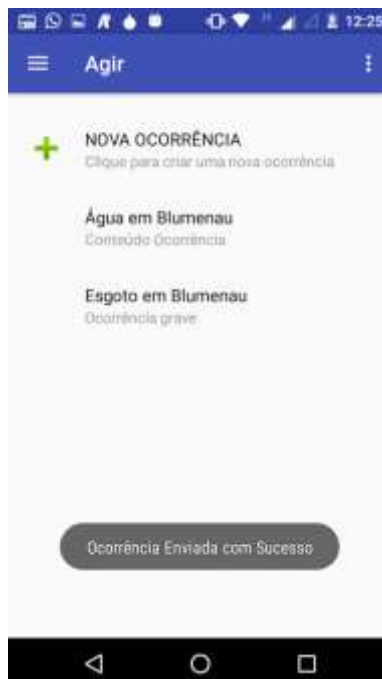 12:25
Agir
NOVA OCORRÊNCIA
Clique para criar uma nova ocorrência
Água em Blumenau
Conteúdo Ocorrência
Esgoto em Blumenau
Ocorrência grave
Ocorrência Enviada com Sucesso